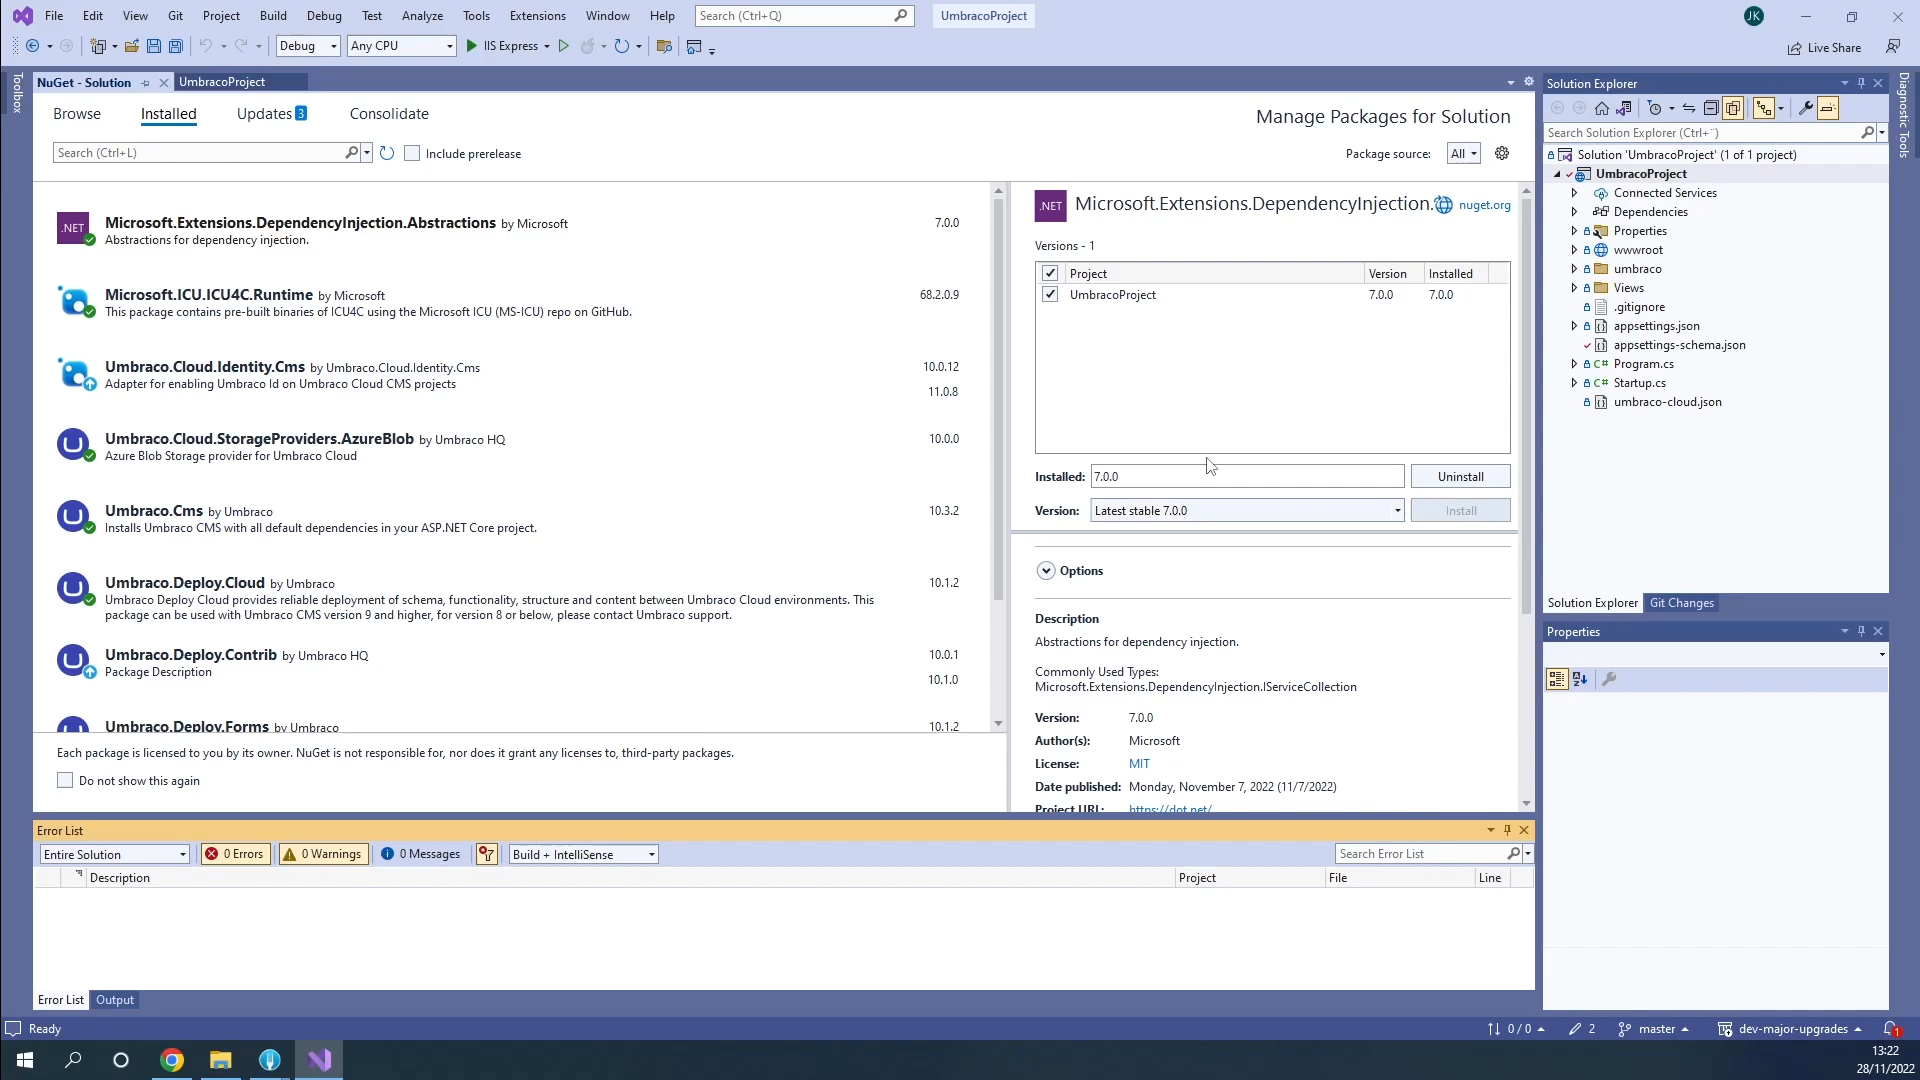 File Edit View Git Project Build Debug Test Analyze Tools Extensions Window Help Search (Ctrl+Q) UmbracoProject JK
Debug Any CPU IIS Express Live Share
Toolbox
NuGet - Solution UmbracoProject
Browse Installed Updates 3 Consolidate
Manage Packages for Solution
Search (Ctrl+L) Include prerelease
Package source: All
.NET Microsoft.Extensions.DependencyInjection.Abstractions by Microsoft 7.0.0
Abstractions for dependency injection.
Microsoft.ICU.ICU4C.Runtime by Microsoft 68.2.0.9
This package contains pre-built binaries of ICU4C using the Microsoft ICU (MS-ICU) repo on GitHub.
Umbraco.Cloud.Identity.Cms by Umbraco.Cloud.Identity.Cms 10.0.12
Adapter for enabling Umbraco Id on Umbraco Cloud CMS projects
11.0.8
Umbraco.Cloud.StorageProviders.AzureBlob by Umbraco HQ 10.0.0
Azure Blob Storage provider for Umbraco Cloud
Umbraco.Cms by Umbraco 10.3.2
Installs Umbraco CMS with all default dependencies in your ASP.NET Core project.
Umbraco.Deploy.Cloud by Umbraco 10.1.2
Umbraco Deploy Cloud provides reliable deployment of schema, functionality, structure and content between Umbraco Cloud environments. This
package can be used with Umbraco CMS version 9 and higher, for version 8 or below, please contact Umbraco support.
Umbraco.Deploy.Contrib by Umbraco HQ 10.0.1
Package Description
10.1.0
Umbraco.Deploy.Forms by Umbraco 10.1.2
Each package is licensed to you by its owner. NuGet is not responsible for, nor does it grant any licenses to, third-party packages.
Do not show this again
.NET Microsoft.Extensions.DependencyInjection. nuget.org
Versions - 1
Project Version Installed
UmbracoProject 7.0.0 7.0.0
Installed: 7.0.0 Uninstall
Version: Latest stable 7.0.0 Install
Options
Description
Abstractions for dependency injection.
Commonly Used Types:
Microsoft.Extensions.DependencyInjection.IServiceCollection
Version: 7.0.0
Author(s): Microsoft
License: MIT
Date published: Monday, November 7, 2022 (11/7/2022)
Project URL: https://dot.net/
Solution Explorer
Search Solution Explorer (Ctrl+¨)
Solution 'UmbracoProject' (1 of 1 project)
UmbracoProject
Connected Services
Dependencies
Properties
wwwroot
umbraco
Views
.gitignore
appsettings.json
appsettings-schema.json
C# Program.cs
C# Startup.cs
umbraco-cloud.json
Solution Explorer Git Changes
Properties
Diagnostic Tools
Error List
Entire Solution 0 Errors 0 Warnings 0 Messages Build + IntelliSense Search Error List
Description Project File Line
Error List Output
Ready 0 / 0 2 master dev-major-upgrades 1
13:22
28/11/2022